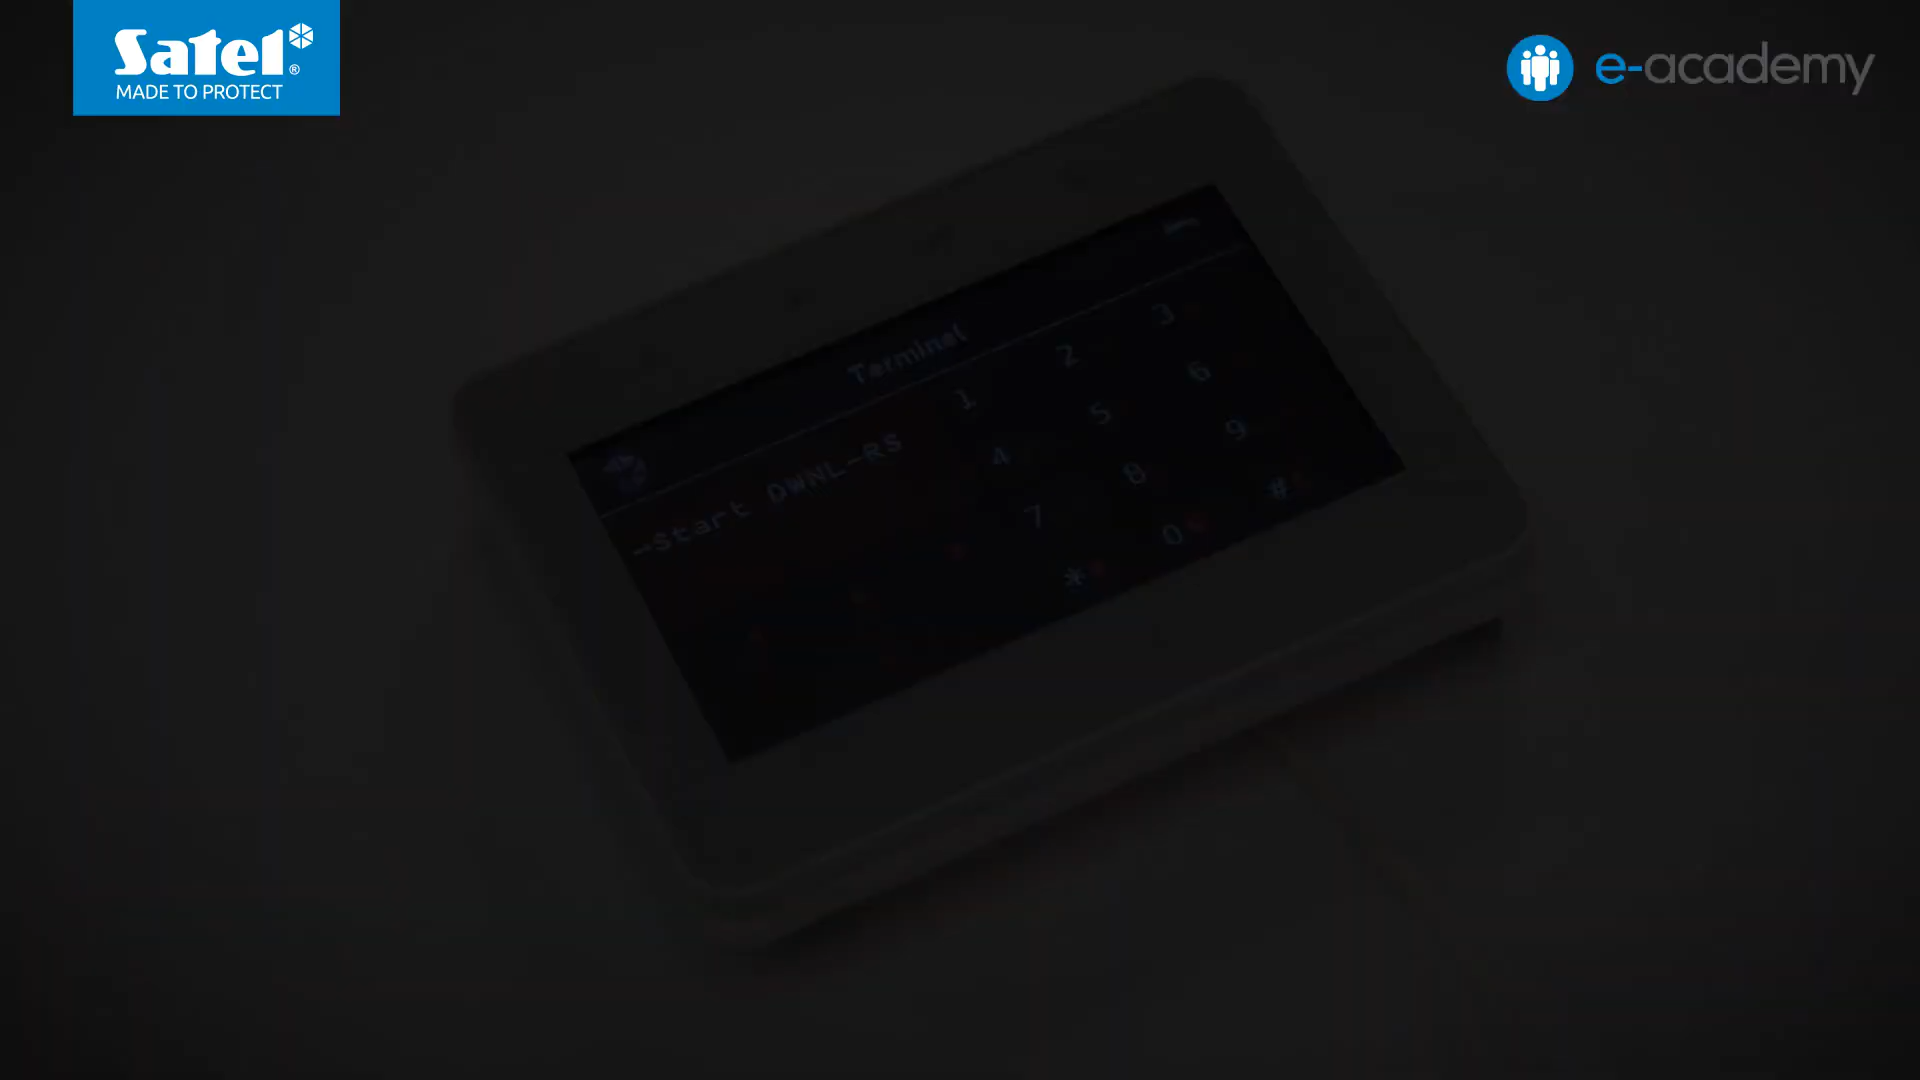 Satel®
MADE TO PROTECT
e-academy
Terminal
→Start DWNL-RS
1 2 3
4 5 6
7 8 9
* 0 #